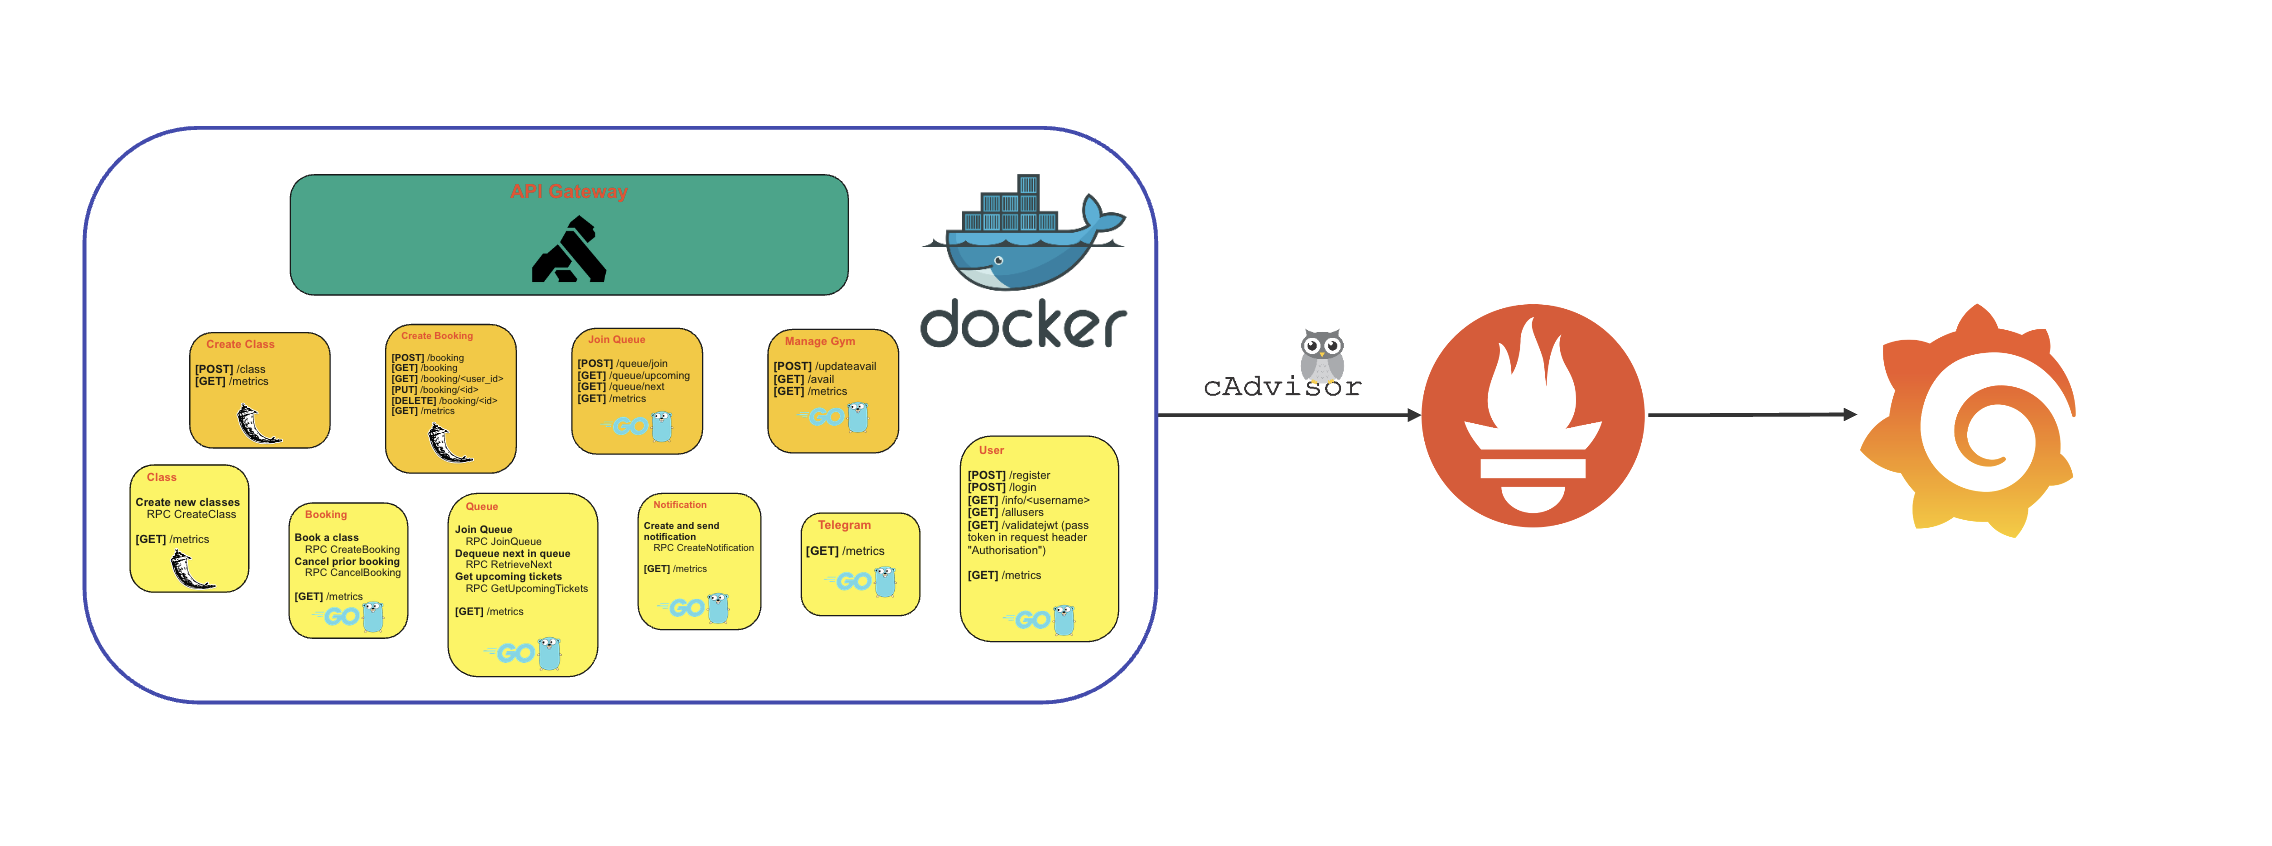 API Gateway
docker
Create Class
[POST] /class
[GET] /metrics
Create Booking
[POST] /booking
[GET] /booking
[GET] /booking/<user_id>
[PUT] /booking/<id>
[DELETE] /booking/<id>
[GET] /metrics
Join Queue
[POST] /queue/join
[GET] /queue/upcoming
[GET] /queue/next
[GET] /metrics
GO
Manage Gym
[POST] /updateavail
[GET] /avail
[GET] /metrics
GO
cAdvisor
Class
Create new classes
RPC CreateClass
[GET] /metrics
Booking
Book a class
RPC CreateBooking
Cancel prior booking
RPC CancelBooking
[GET] /metrics
GO
Queue
Join Queue
RPC JoinQueue
Dequeue next in queue
RPC RetrieveNext
Get upcoming tickets
RPC GetUpcomingTickets
[GET] /metrics
GO
Notification
Create and send
notification
RPC CreateNotification
[GET] /metrics
GO
Telegram
[GET] /metrics
GO
User
[POST] /register
[POST] /login
[GET] /info/<username>
[GET] /allusers
[GET] /validatejwt (pass
token in request header
"Authorisation")
[GET] /metrics
GO